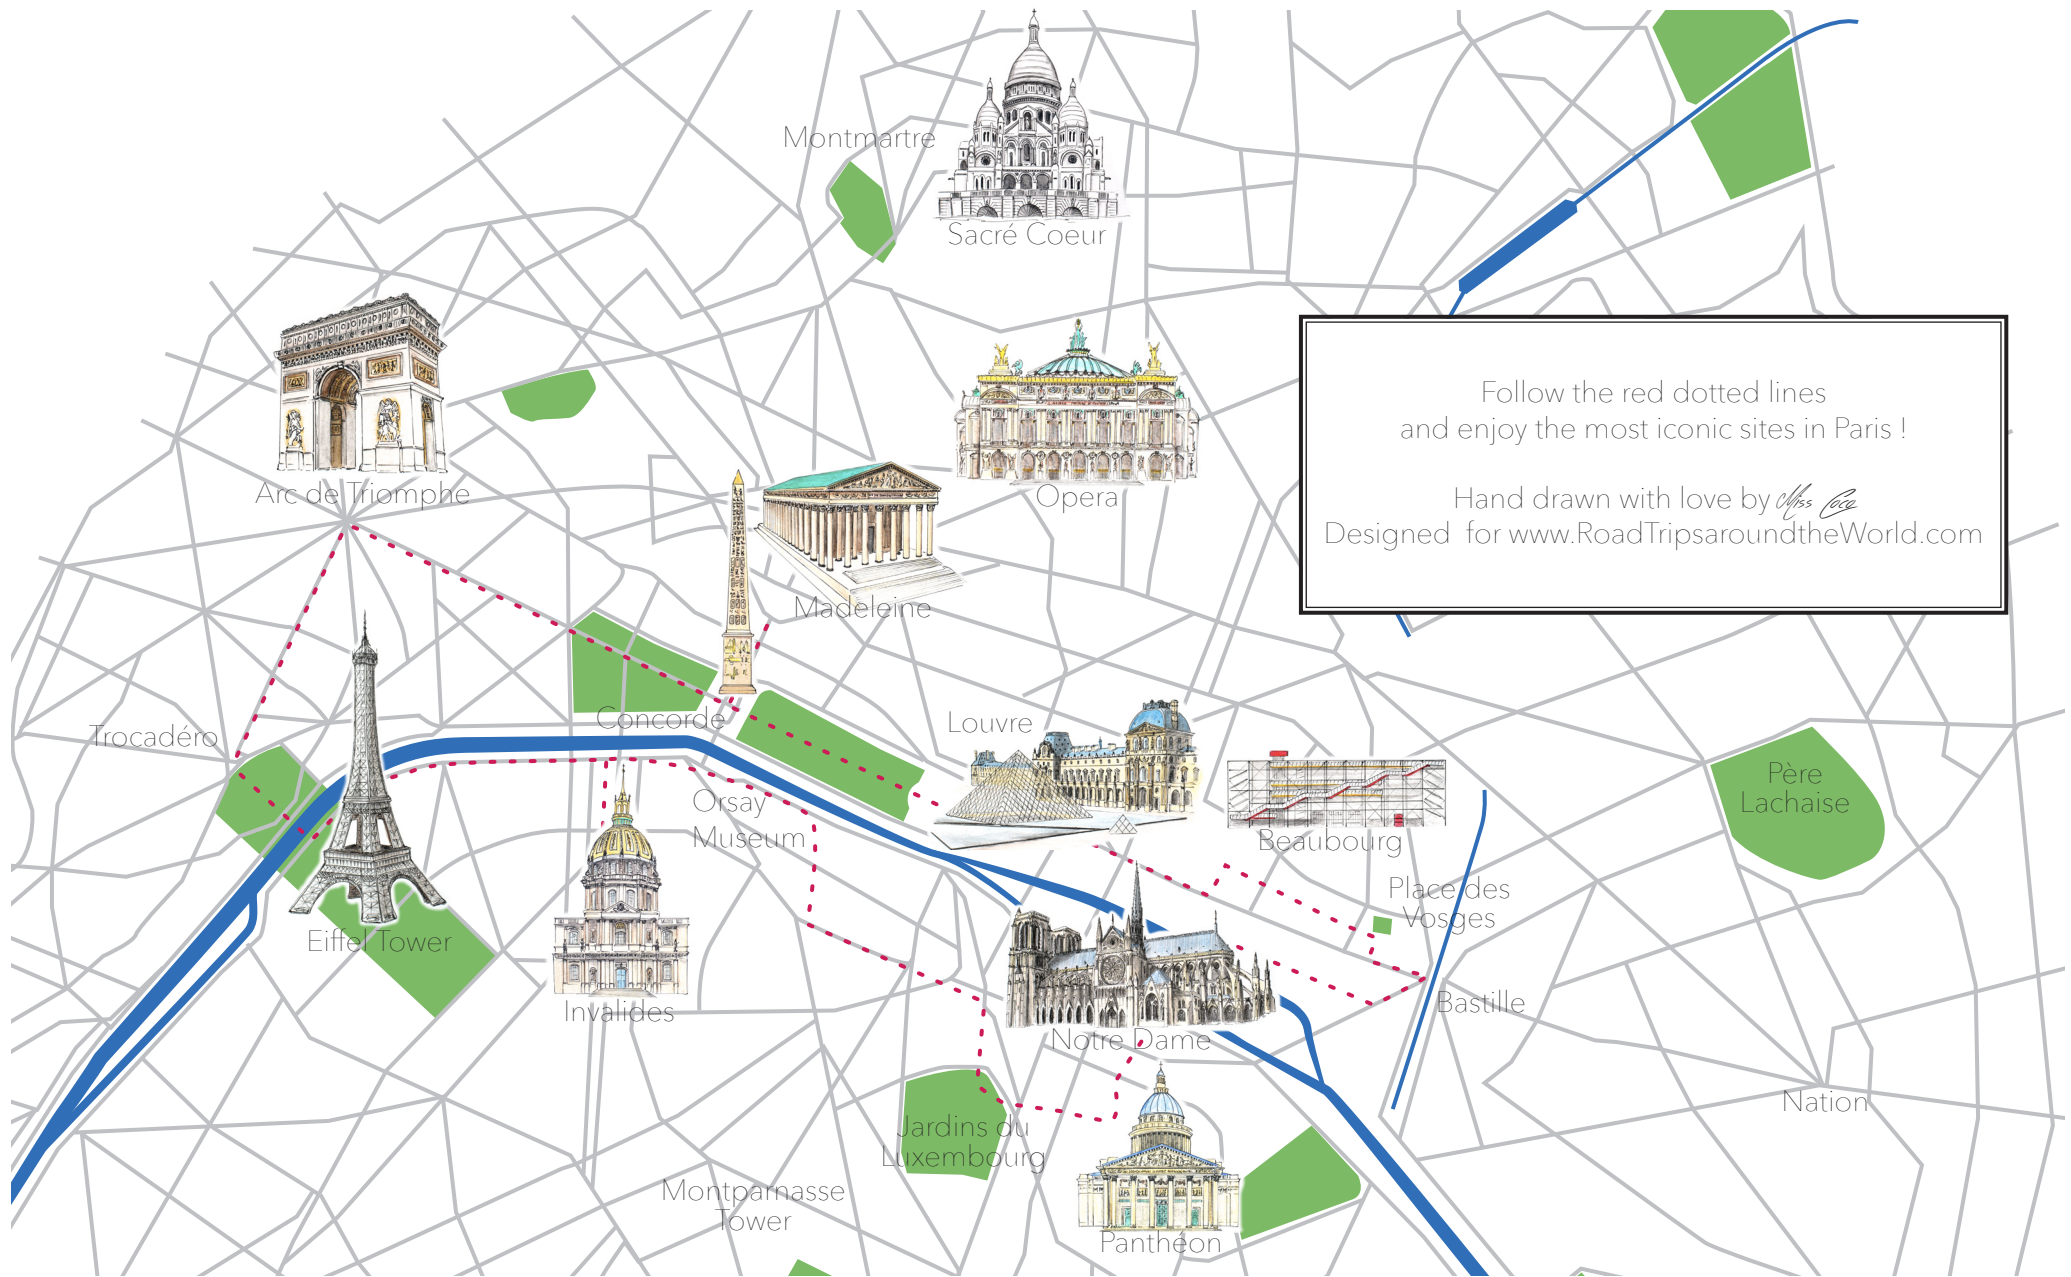 Montmartre
Sacré Coeur
Follow the red dotted lines
and enjoy the most iconic sites in Paris !
Hand drawn with love by Miss Coco
Designed for www.RoadTripsaroundtheWorld.com
Arc de Triomphe
Opera
Madeleine
Trocadéro
Concorde
Louvre
Orsay
Museum
Beaubourg
Père
Lachaise
Place des
Vosges
Eiffel Tower
Invalides
Notre Dame
Bastille
Nation
Jardins du
Luxembourg
Montparnasse
Tower
Panthéon